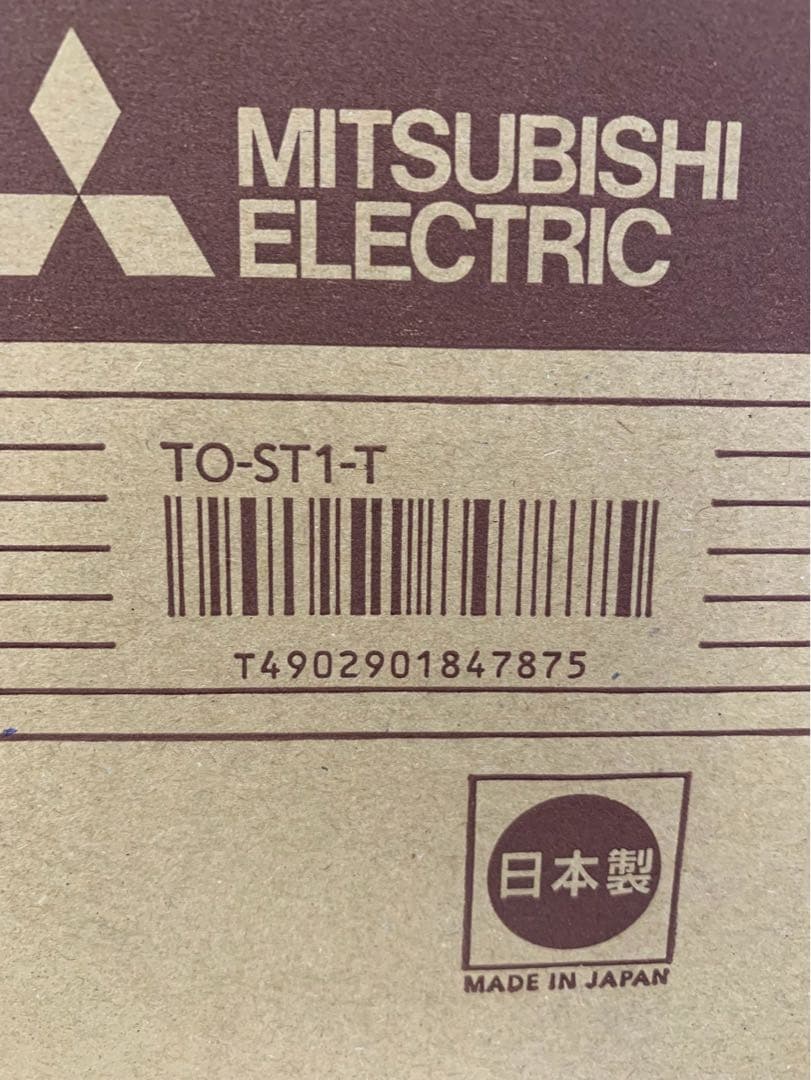 MITSUBISHI
ELECTRIC
TO-ST1-T
T4902901847875
日本製
MADE IN JAPAN